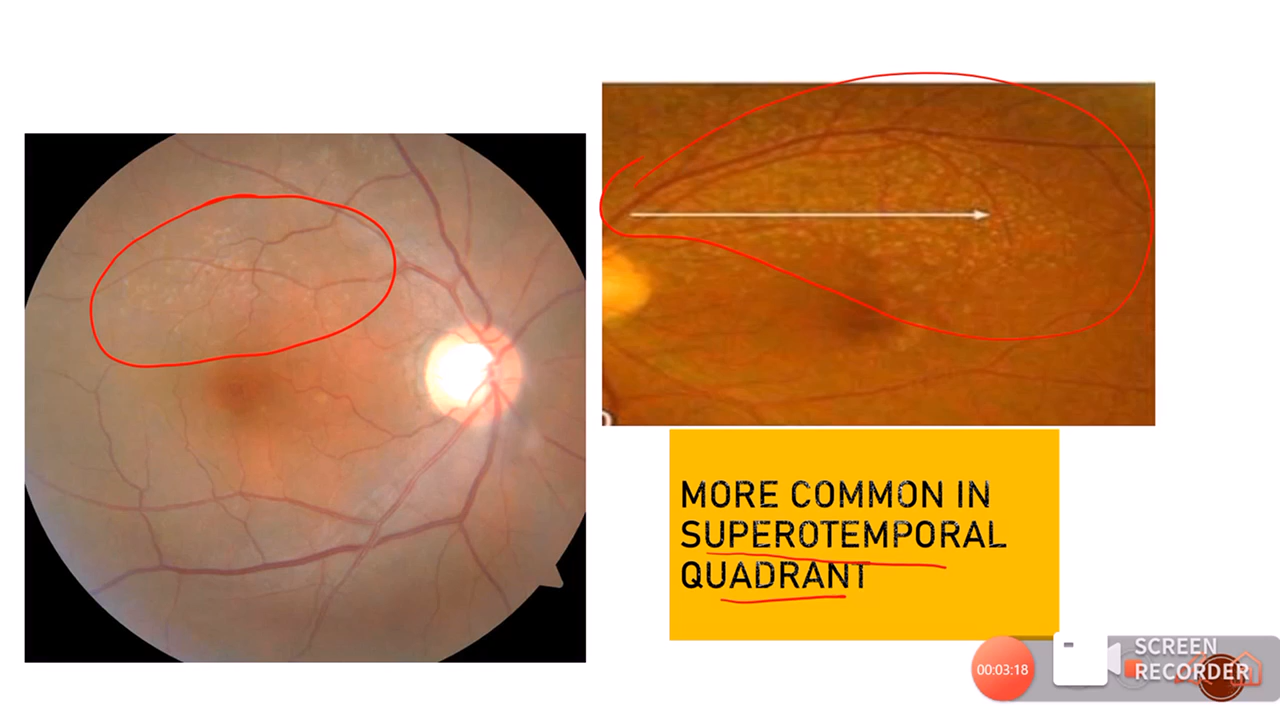 MORE COMMON IN
SUPEROTEMPORAL
QUADRANT
00:03:18
SCREEN
RECORDER